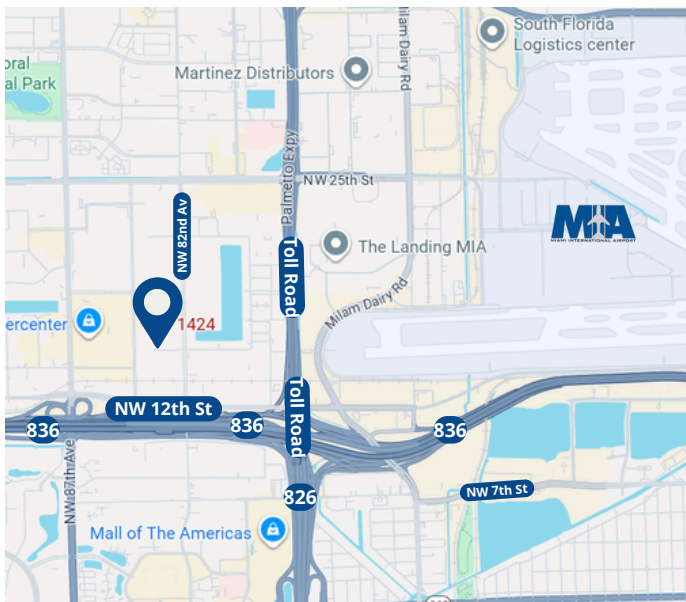 South Florida
Logistics center
Milam Dairy Rd
oral
al Park
Martinez Distributors
Palmetto Expy
NW 25th St
NW 82nd Av
MIA
MIAMI INTERNATIONAL AIRPORT
Toll Road
The Landing MIA
Milam Dairy Rd
ercenter
1424
Toll Road
NW 12th St
836
836
836
NW 87th Ave
826
NW 7th St
Mall of The Americas